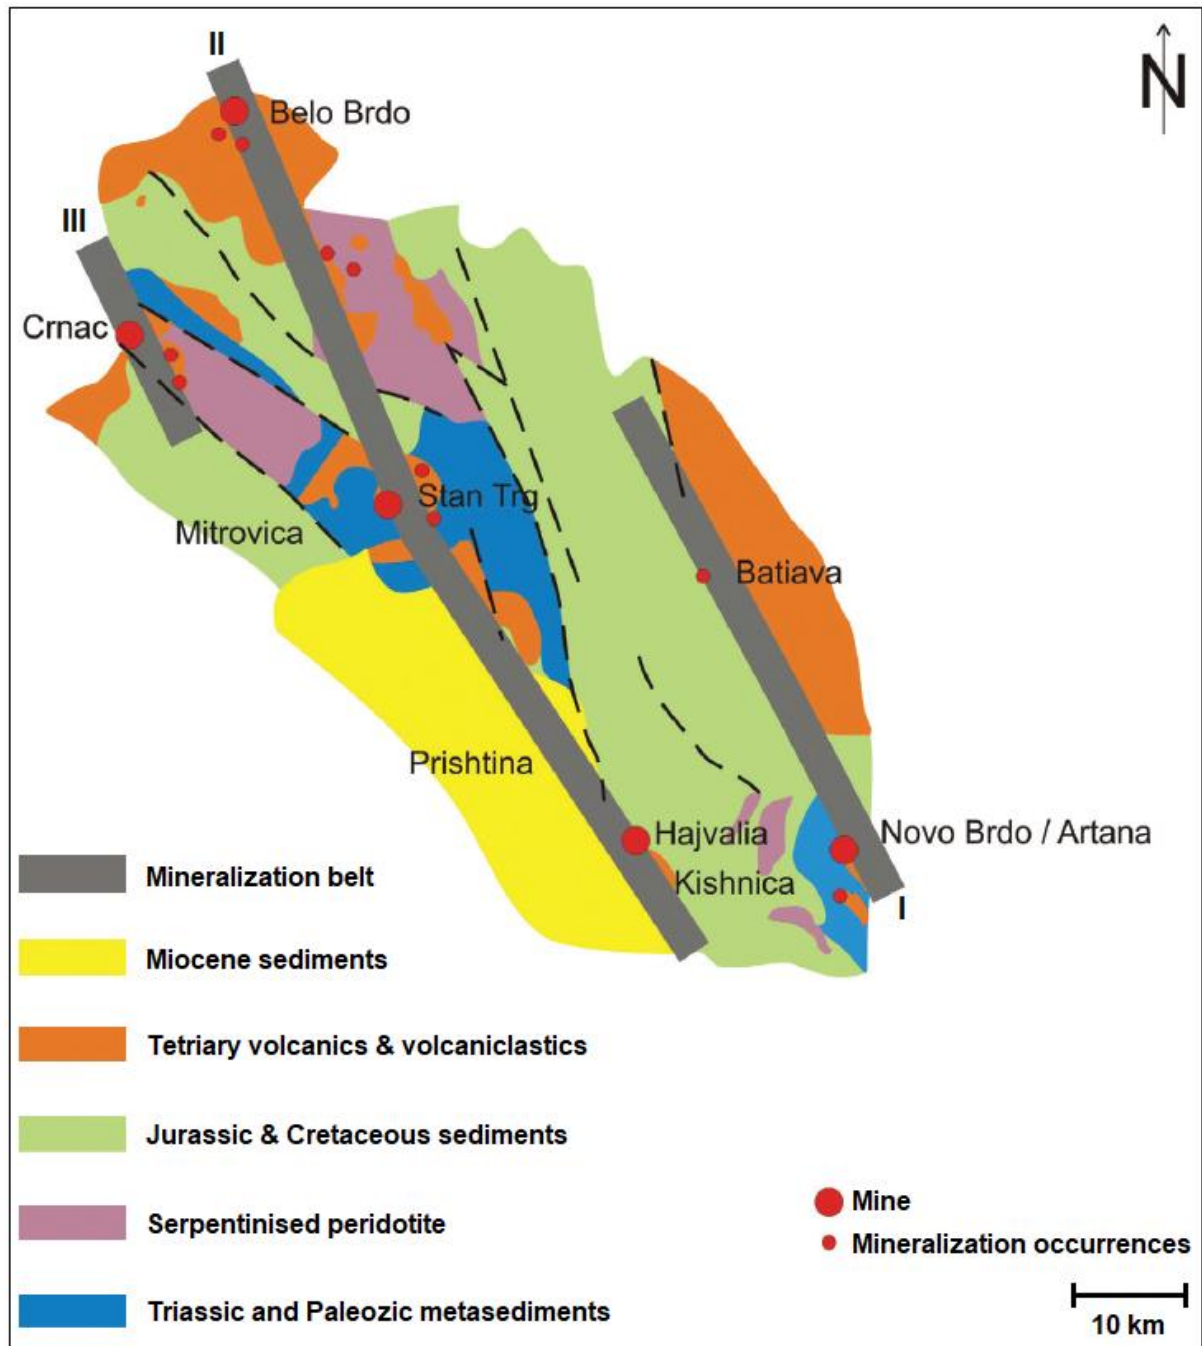 II
N
Belo Brdo
III
Crnac
Stan Trg
Mitrovica
Batiava
Prishtina
Hajvalia
Novo Brdo / Artana
Kishnica
I
Mineralization belt
Miocene sediments
Tetriary volcanics & volcaniclastics
Jurassic & Cretaceous sediments
Serpentinised peridotite
Triassic and Paleozic metasediments
Mine
Mineralization occurrences
10 km